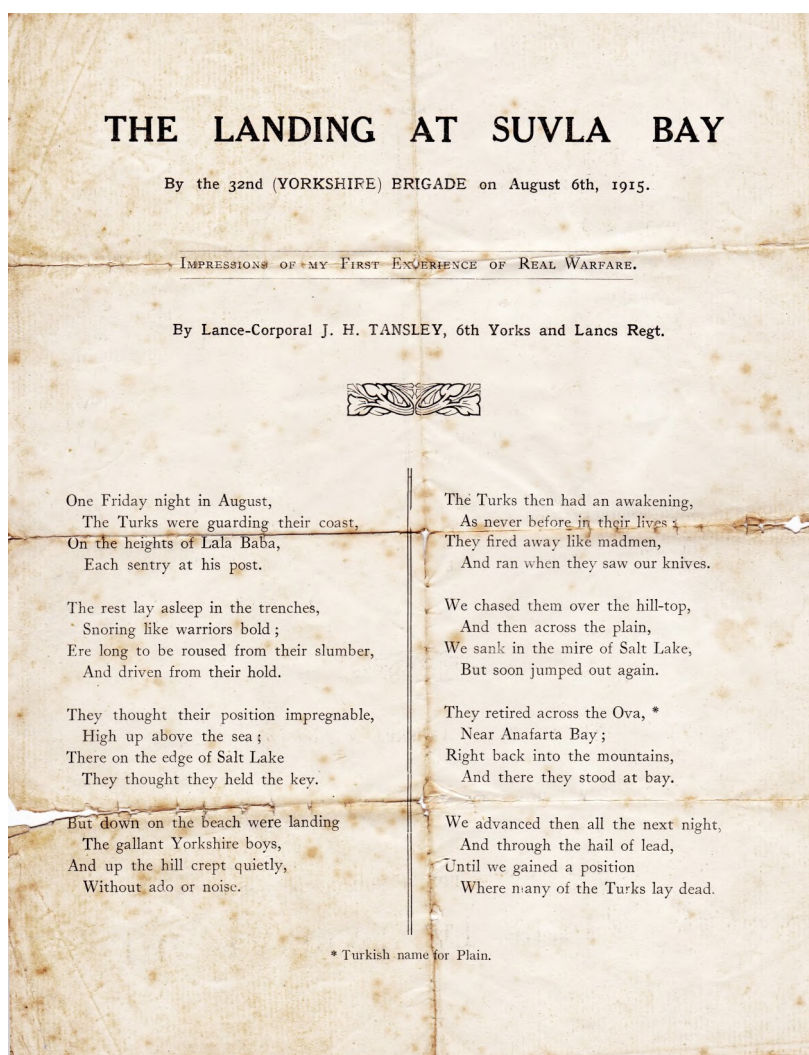 THE LANDING AT SUVLA BAY
By the 32nd (YORKSHIRE) BRIGADE on August 6th, 1915.
IMPRESSIONS OF MY FIRST EXPERIENCE OF REAL WARFARE.
By Lance-Corporal J. H. TANSLEY, 6th Yorks and Lancs Regt.
One Friday night in August,
The Turks were guarding their coast,
On the heights of Lala Baba,
Each sentry at his post.
The rest lay asleep in the trenches,
Snoring like warriors bold ;
Ere long to be roused from their slumber,
And driven from their hold.
They thought their position impregnable,
High up above the sea ;
There on the edge of Salt Lake
They thought they held the key.
But down on the beach were landing
The gallant Yorkshire boys,
And up the hill crept quietly,
Without ado or noise.
The Turks then had an awakening,
As never before in their lives ;
They fired away like madmen,
And ran when they saw our knives.
We chased them over the hill-top,
And then across the plain,
We sank in the mire of Salt Lake,
But soon jumped out again.
They retired across the Ova, *
Near Anafarta Bay ;
Right back into the mountains,
And there they stood at bay.
We advanced then all the next night,
And through the hail of lead,
Until we gained a position
Where many of the Turks lay dead.
* Turkish name for Plain.